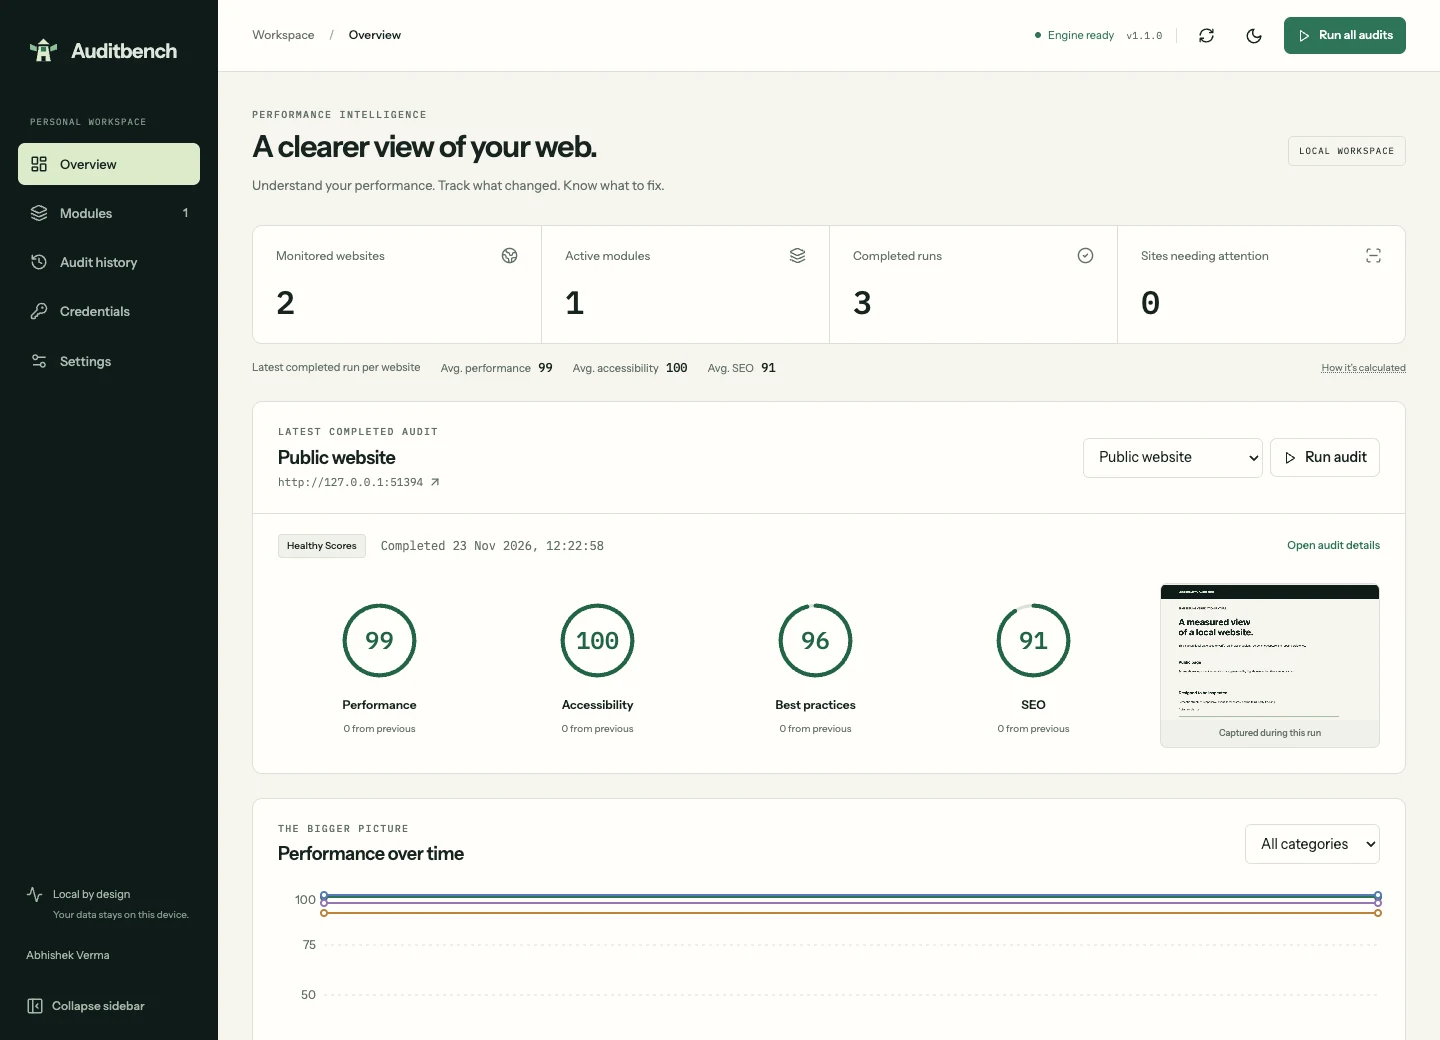 Auditbench
PERSONAL WORKSPACE
Overview
Modules 1
Audit history
Credentials
Settings
Local by design
Your data stays on this device.
Abhishek Verma
Collapse sidebar
Workspace / Overview
Engine ready v1.1.0
Run all audits
PERFORMANCE INTELLIGENCE
A clearer view of your web.
Understand your performance. Track what changed. Know what to fix.
LOCAL WORKSPACE
Monitored websites
2
Active modules
1
Completed runs
3
Sites needing attention
0
Latest completed run per website Avg. performance 99 Avg. accessibility 100 Avg. SEO 91
How it's calculated
LATEST COMPLETED AUDIT
Public website
http://127.0.0.1:51394
Public website
Run audit
Healthy Scores
Completed 23 Nov 2026, 12:22:58
Open audit details
99
Performance
0 from previous
100
Accessibility
0 from previous
96
Best practices
0 from previous
91
SEO
0 from previous
A measured view
of a local website.
Public page
Captured during this run
THE BIGGER PICTURE
Performance over time
All categories
100
75
50